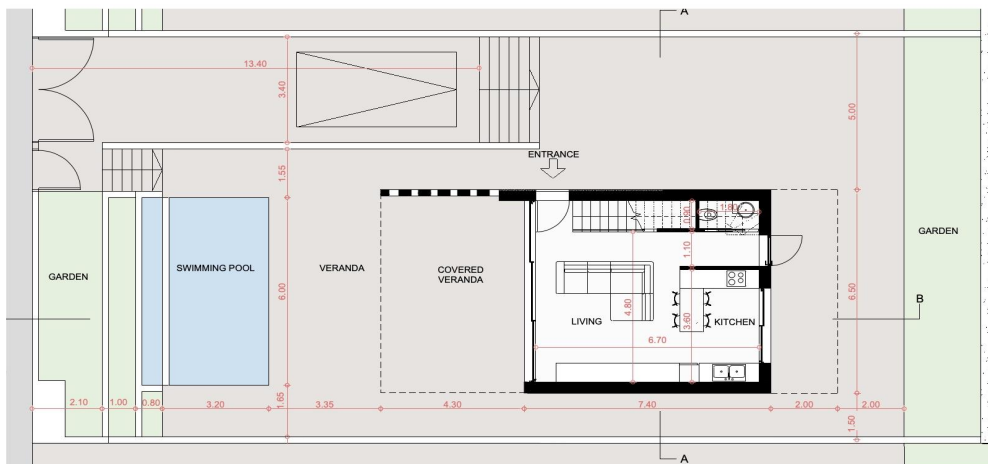 A
13.40
3.40
5.00
ENTRANCE
1.55
0.90
1.80
GARDEN
SWIMMING POOL
VERANDA
COVERED
VERANDA
1.10
GARDEN
6.00
4.80
3.60
6.50
B
LIVING
KITCHEN
6.70
2.10
1.00
0.80
3.20
1.65
3.35
4.30
7.40
2.00
2.00
1.50
A